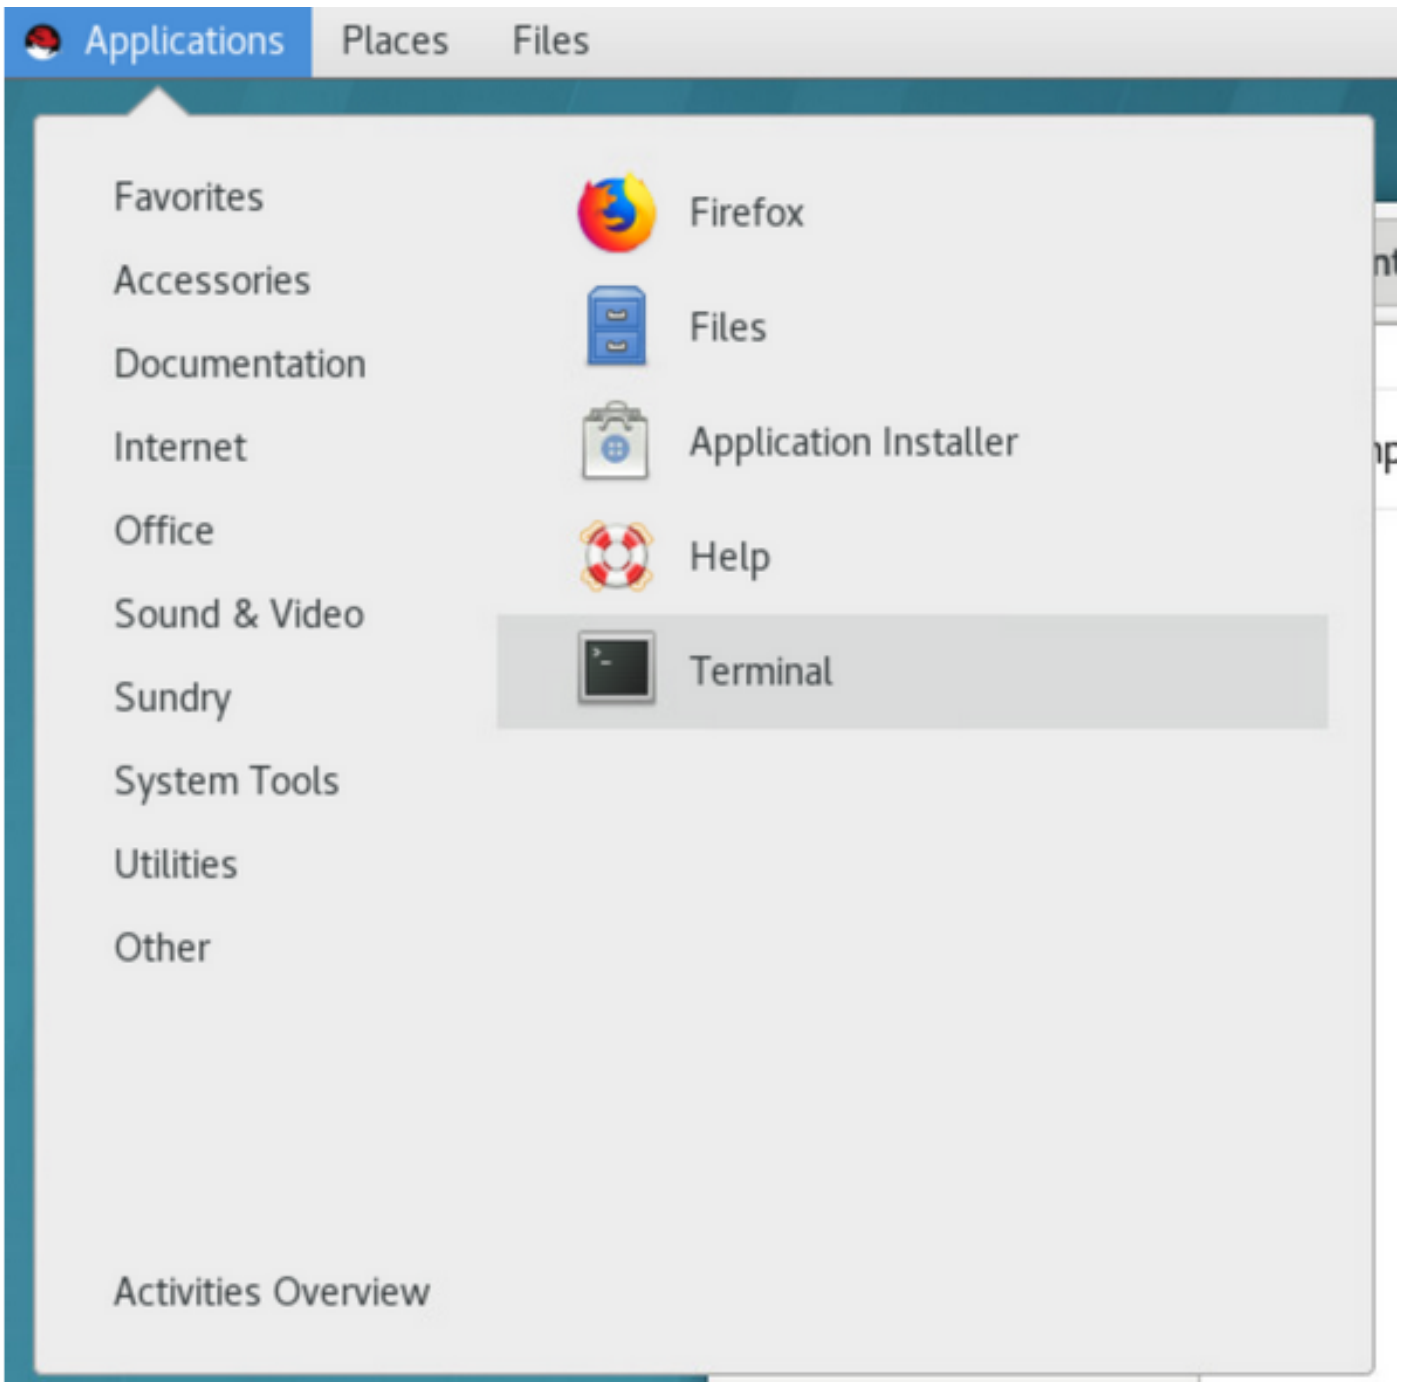 Applications Places Files
Favorites
Accessories
Documentation
Internet
Office
Sound & Video
Sundry
System Tools
Utilities
Other
Activities Overview
Firefox
Files
Application Installer
Help
Terminal